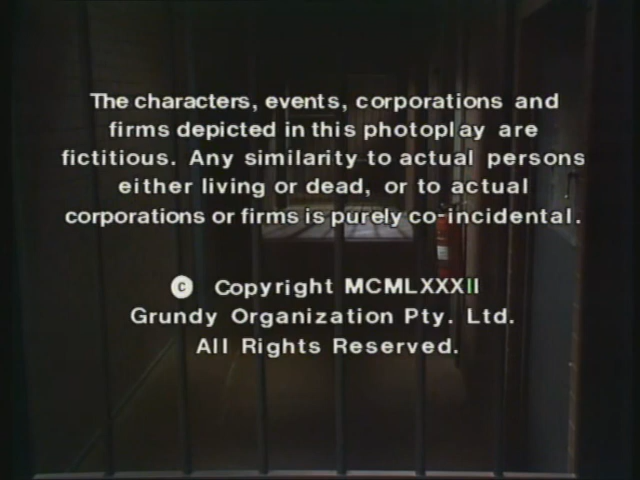 The characters, events, corporations and
firms depicted in this photoplay are
fictitious. Any similarity to actual persons
either living or dead, or to actual
corporations or firms is purely co-incidental.
© Copyright MCMLXXXII
Grundy Organization Pty. Ltd.
All Rights Reserved.